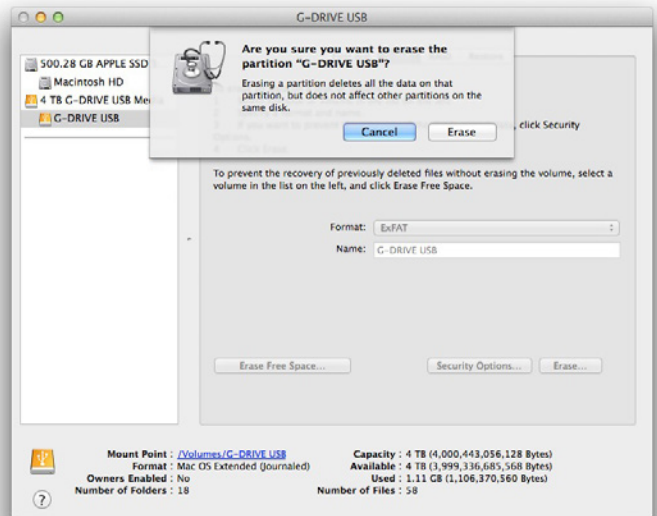 G-DRIVE USB
Are you sure you want to erase the
partition "G-DRIVE USB"?
Erasing a partition deletes all the data on that
partition, but does not affect other partitions on the
same disk.
Cancel
Erase
500.28 GB APPLE SSD
Macintosh HD
4 TB G-DRIVE USB Media
G-DRIVE USB
, click Security
Options.
4 Click Erase.
To prevent the recovery of previously deleted files without erasing the volume, select a
volume in the list on the left, and click Erase Free Space.
Format: ExFAT
Name: G-DRIVE USB
Erase Free Space...
Security Options...
Erase...
Mount Point : /Volumes/G-DRIVE USB
Format : Mac OS Extended (Journaled)
Owners Enabled : No
Number of Folders : 18
Capacity : 4 TB (4,000,443,056,128 Bytes)
Available : 4 TB (3,999,336,685,568 Bytes)
Used : 1.11 GB (1,106,370,560 Bytes)
Number of Files : 58
?